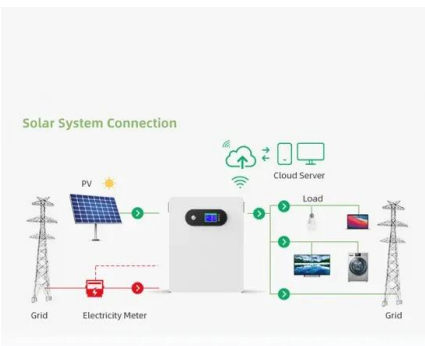 Solar System Connection
PV
Cloud Server
Load
Grid
Electricity Meter
Grid